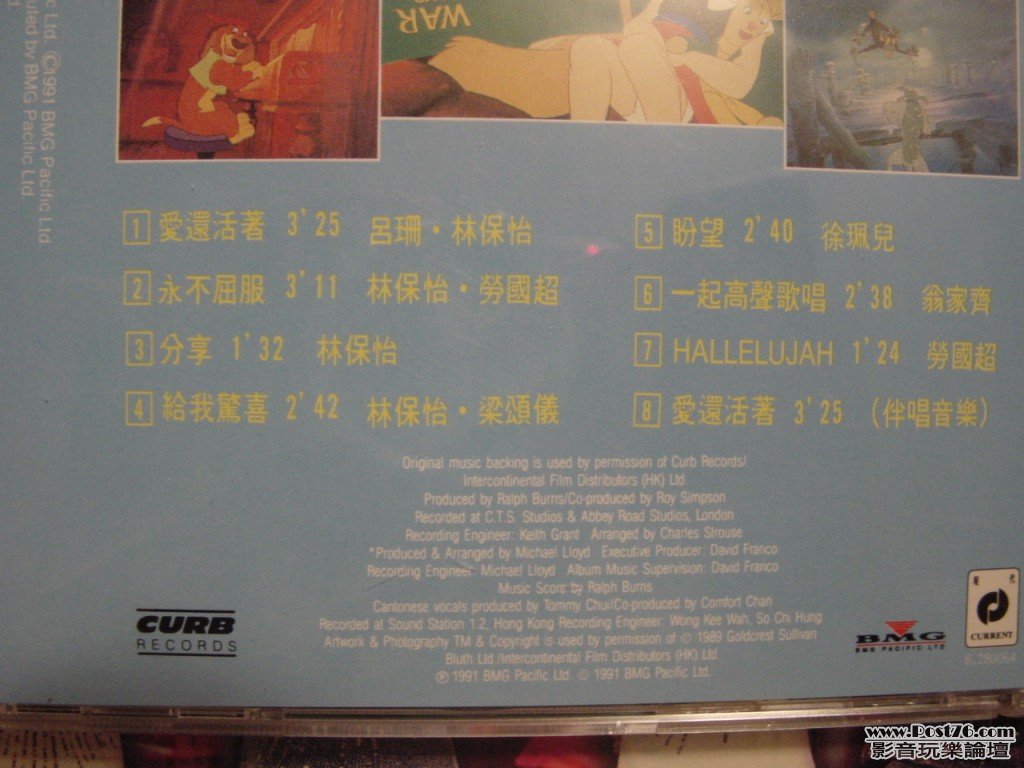 WAR
c Ltd. Ⓒ1991 BMG Pacific Ltd
uted by BMG Pacific Ltd
1 愛還活著 3'25 呂珊・林保怡
2 永不屈服 3'11 林保怡・勞國超
3 分享 1'32 林保怡
4 給我驚喜 2'42 林保怡・梁頌儀
5 盼望 2'40 徐珮兒
6 一起高聲歌唱 2'38 翁家齊
7 HALLELUJAH 1'24 勞國超
8 愛還活著 3'25 (伴唱音樂)
Original music backing is used by permission of Curb Records/
Intercontinental Film Distributors (HK) Ltd
Produced by Ralph Burns/Co-produced by Roy Simpson
Recorded at C.T.S. Studios & Abbey Road Studios, London
Recording Engineer: Keith Grant Arranged by Charles Strouse
*Produced & Arranged by Michael Lloyd Executive Producer: David Franco
Recording Engineer: Michael Lloyd Album Music Supervision: David Franco
Music Score by Ralph Burns
Cantonese vocals produced by Tommy Chui/Co-produced by Comfort Chan
Recorded at Sound Station 1.2, Hong Kong Recording Engineer: Wong Kee Wah, So Chi Hung
Artwork & Photography TM & Copyright is used by permission of © 1989 Goldcrest Sullivan
Bluth Ltd./Intercontinental Film Distributors (HK) Ltd
℗ 1991 BMG Pacific Ltd. © 1991 BMG Pacific Ltd.
CURB
RECORDS
BMG
BMG PACIFIC LTD
現代
CURRENT
8.280064
www.Post76.com
影音玩樂論壇